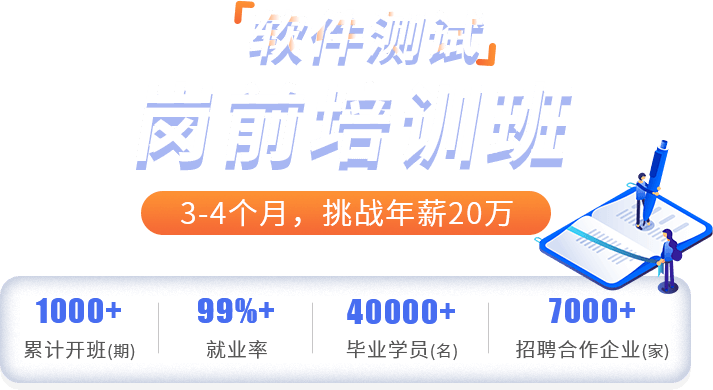 「软件测试」
岗前培训班
3-4个月，挑战年薪20万
1000+
累计开班(期)
99%+
就业率
40000+
毕业学员(名)
7000+
招聘合作企业(家)